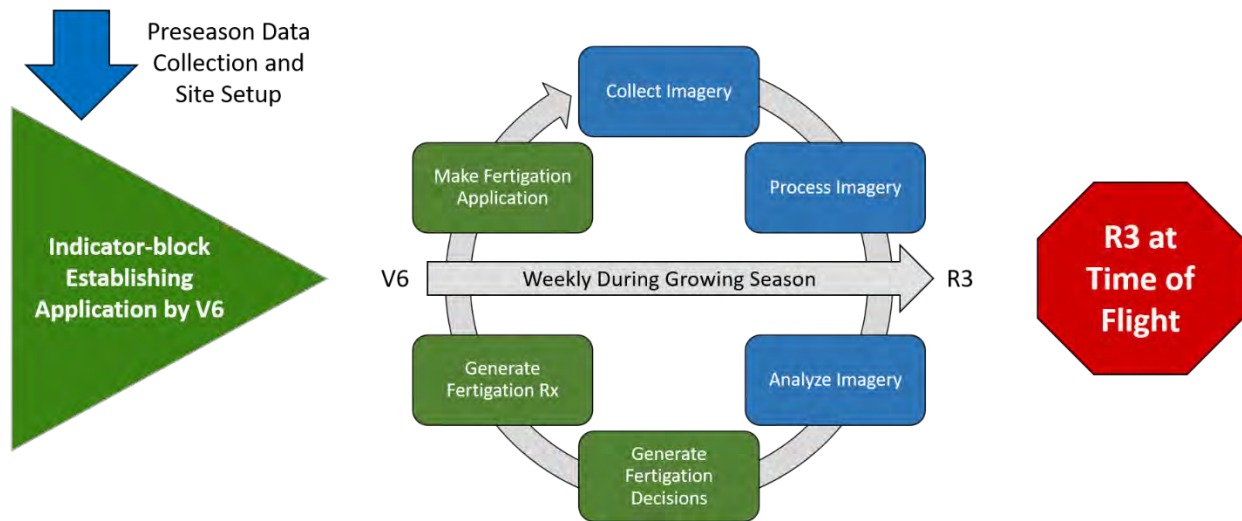 Preseason Data
Collection and
Site Setup
Indicator-block
Establishing
Application by V6
Collect Imagery
Process Imagery
Analyze Imagery
Generate
Fertigation
Decisions
Generate
Fertigation Rx
Make Fertigation
Application
V6
Weekly During Growing Season
R3
R3 at
Time of
Flight